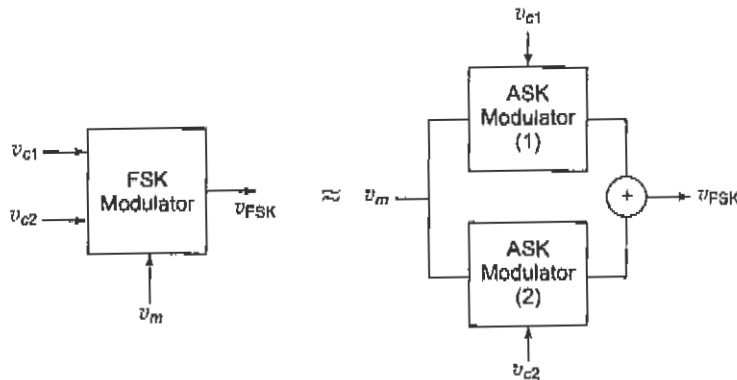 v_c1
v_c2
FSK
Modulator
v_FSK
v_m
≈
v_m
v_c1
ASK
Modulator
(1)
ASK
Modulator
(2)
v_c2
+
v_FSK